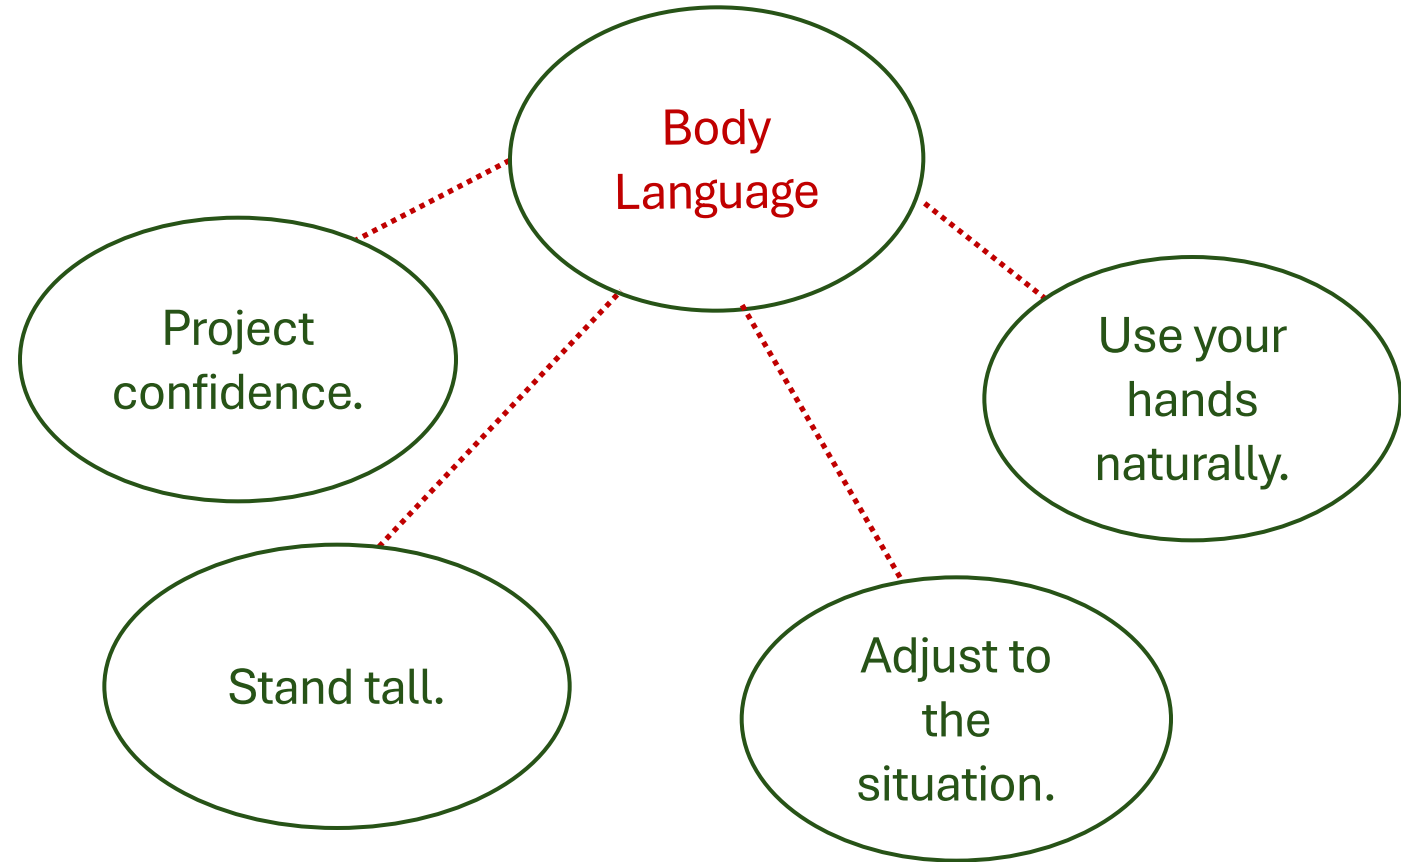 Body
Language
Project
confidence.
Use your
hands
naturally.
Stand tall.
Adjust to
the
situation.